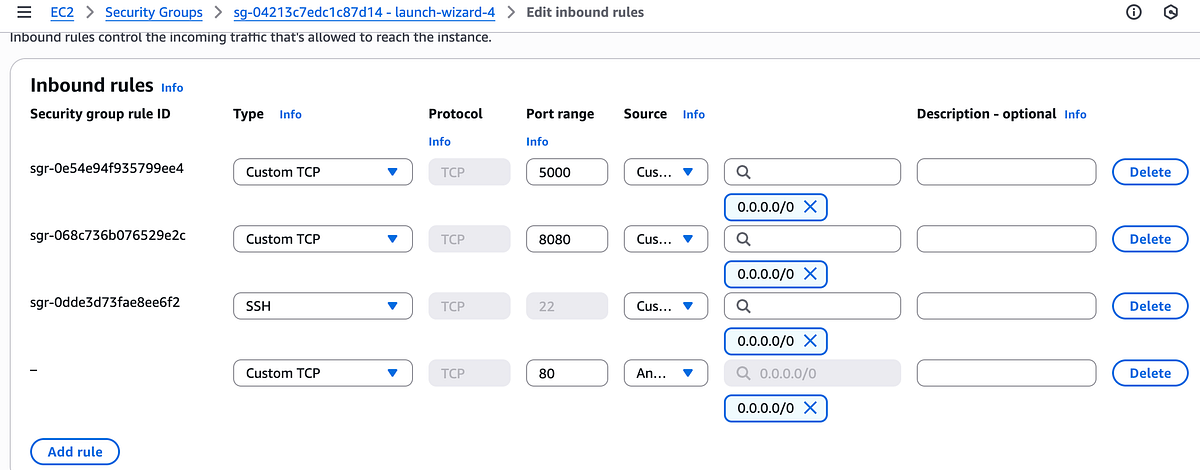 EC2 > Security Groups > sg-04213c7edc1c87d14 - launch-wizard-4 > Edit inbound rules
Inbound rules control the incoming traffic that's allowed to reach the instance.
Inbound rules Info
Security group rule ID Type Info Protocol Port range Source Info Description - optional Info
Info Info
sgr-0e54e94f935799ee4 Custom TCP TCP 5000 Cus... Delete
0.0.0.0/0
sgr-068c736b076529e2c Custom TCP TCP 8080 Cus... Delete
0.0.0.0/0
sgr-0dde3d73fae8ee6f2 SSH TCP 22 Cus... Delete
0.0.0.0/0
– Custom TCP TCP 80 An... 0.0.0.0/0 Delete
0.0.0.0/0
Add rule